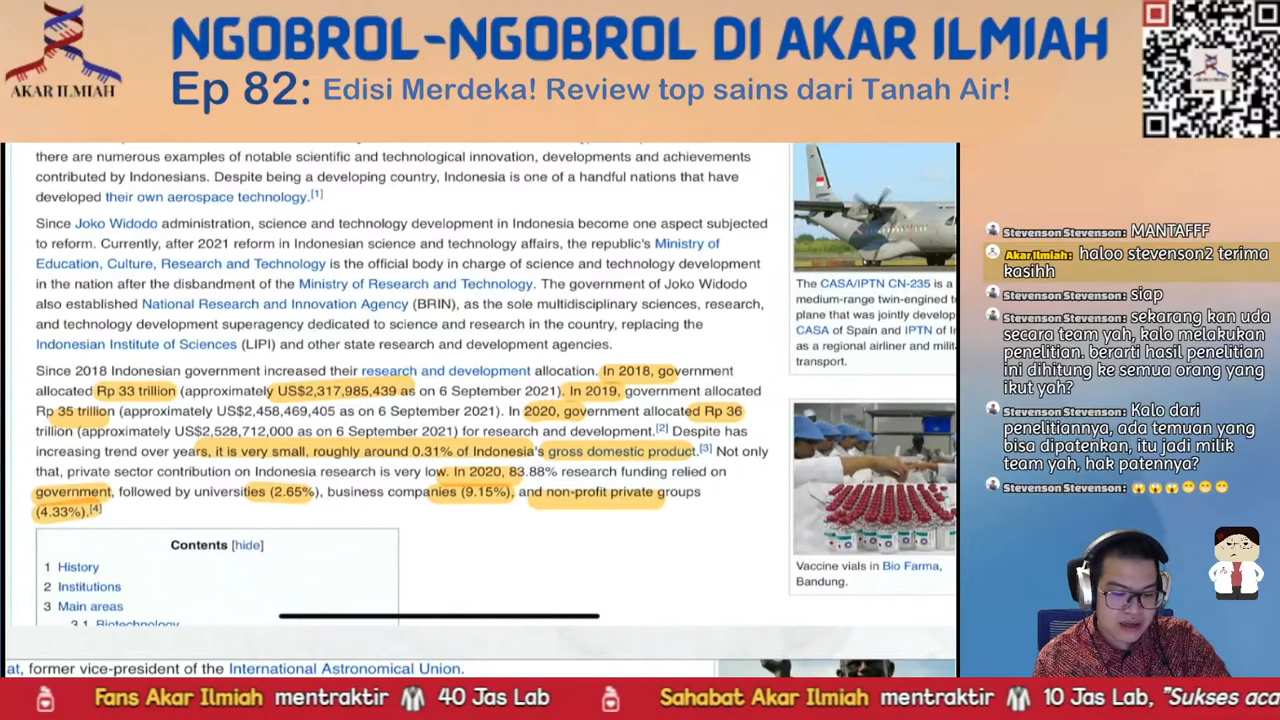 AKAR ILMIAH
NGOBROL-NGOBROL DI AKAR ILMIAH
Ep 82: Edisi Merdeka! Review top sains dari Tanah Air!
there are numerous examples of notable scientific and technological innovation, developments and achievements
contributed by Indonesians. Despite being a developing country, Indonesia is one of a handful nations that have
developed their own aerospace technology.[1]
Since Joko Widodo administration, science and technology development in Indonesia become one aspect subjected
to reform. Currently, after 2021 reform in Indonesian science and technology affairs, the republic's Ministry of
Education, Culture, Research and Technology is the official body in charge of science and technology development
in the nation after the disbandment of the Ministry of Research and Technology. The government of Joko Widodo
also established National Research and Innovation Agency (BRIN), as the sole multidisciplinary sciences, research,
and technology development superagency dedicated to science and research in the country, replacing the
Indonesian Institute of Sciences (LIPI) and other state research and development agencies.
Since 2018 Indonesian government increased their research and development allocation. In 2018, government
allocated Rp 33 trillion (approximately US$2,317,985,439 as on 6 September 2021). In 2019, government allocated
Rp 35 trillion (approximately US$2,458,469,405 as on 6 September 2021). In 2020, government allocated Rp 36
trillion (approximately US$2,528,712,000 as on 6 September 2021) for research and development.[2] Despite has
increasing trend over years, it is very small, roughly around 0.31% of Indonesia's gross domestic product.[3] Not only
that, private sector contribution on Indonesia research is very low. In 2020, 83.88% research funding relied on
government, followed by universities (2.65%), business companies (9.15%), and non-profit private groups
(4.33%).[4]
Contents [hide]
1 History
2 Institutions
3 Main areas
3.1 Biotechnology
The CASA/IPTN CN-235 is a
medium-range twin-engined t
plane that was jointly develop
CASA of Spain and IPTN of I
as a regional airliner and milit
transport.
Vaccine vials in Bio Farma,
Bandung.
at, former vice-president of the International Astronomical Union.
Stevenson Stevenson: MANTAFFF
Akar Ilmiah: haloo stevenson2 terima
kasihh
Stevenson Stevenson: siap
Stevenson Stevenson: sekarang kan uda
secara team yah, kalo melakukan
penelitian. berarti hasil penelitian
ini dihitung ke semua orang yang
ikut yah?
Stevenson Stevenson: Kalo dari
penelitiannya, ada temuan yang
bisa dipatenkan, itu jadi milik
team yah, hak patennya?
Stevenson Stevenson: 😱😱😱😁😁😁
Fans Akar Ilmiah mentraktir 40 Jas Lab
Sahabat Akar Ilmiah mentraktir 10 Jas Lab, "Sukses aca